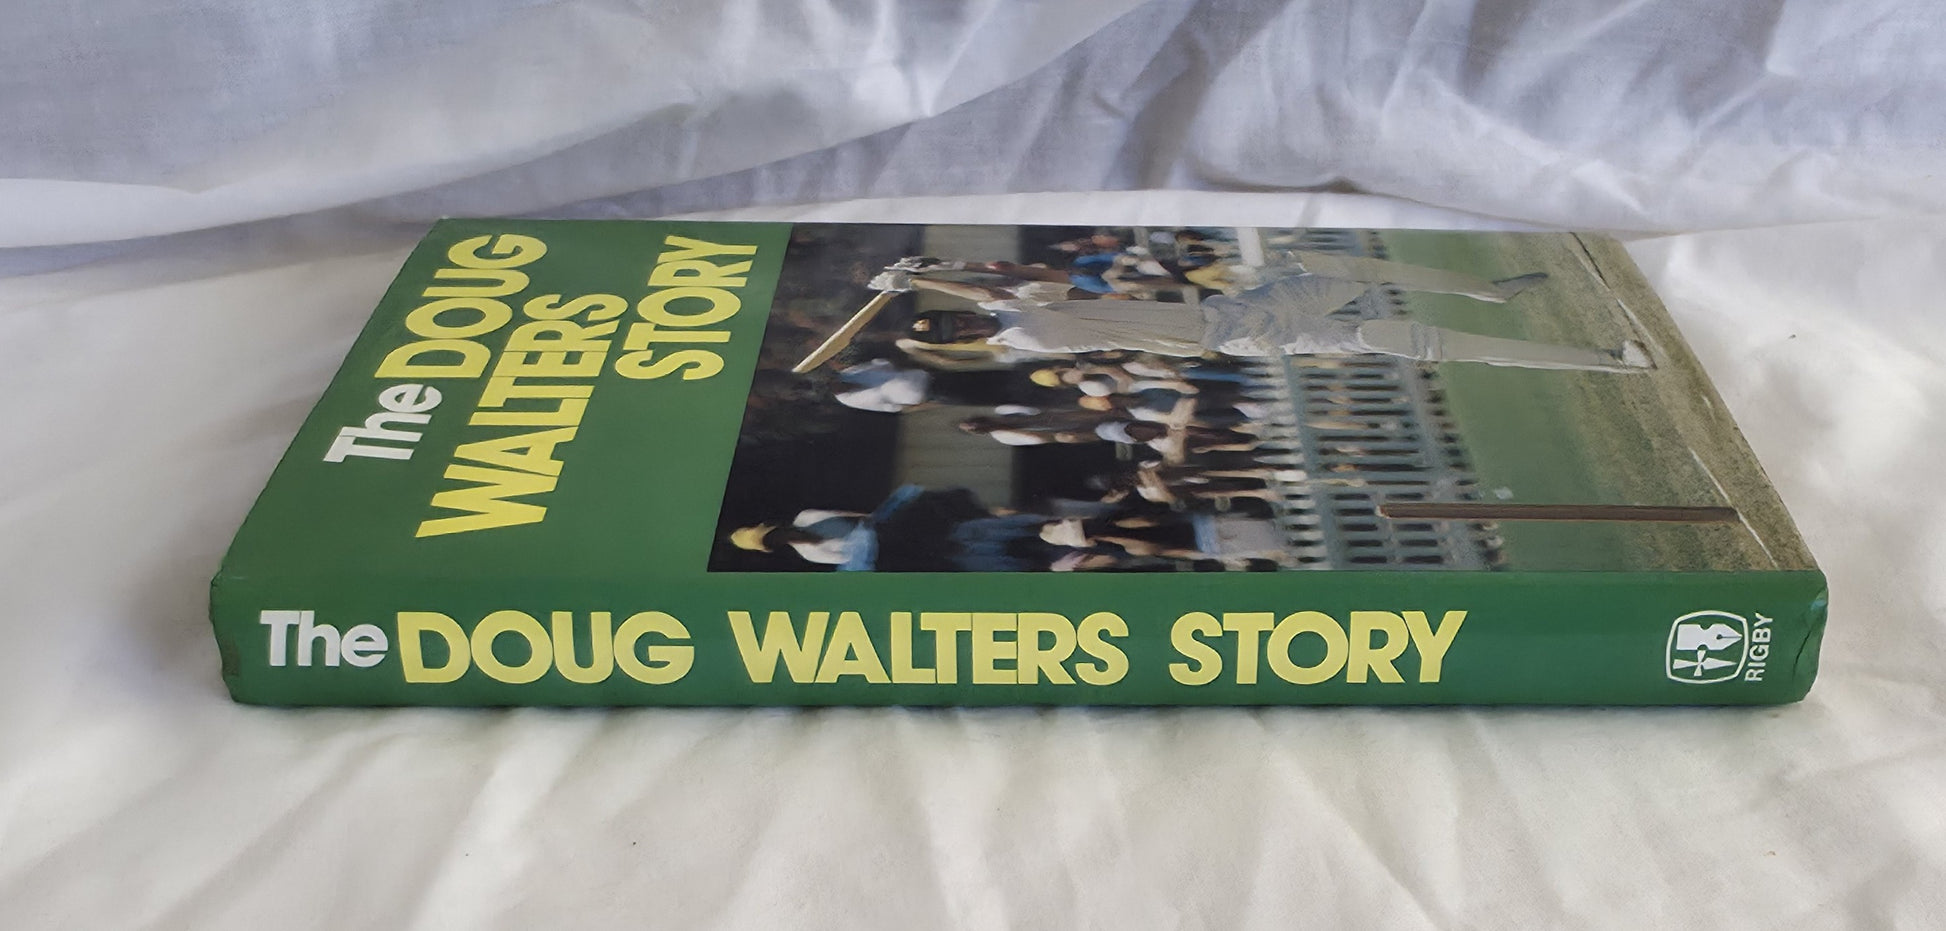 The DOUG
WALTERS
STORY
The DOUG WALTERS STORY
RIGBY